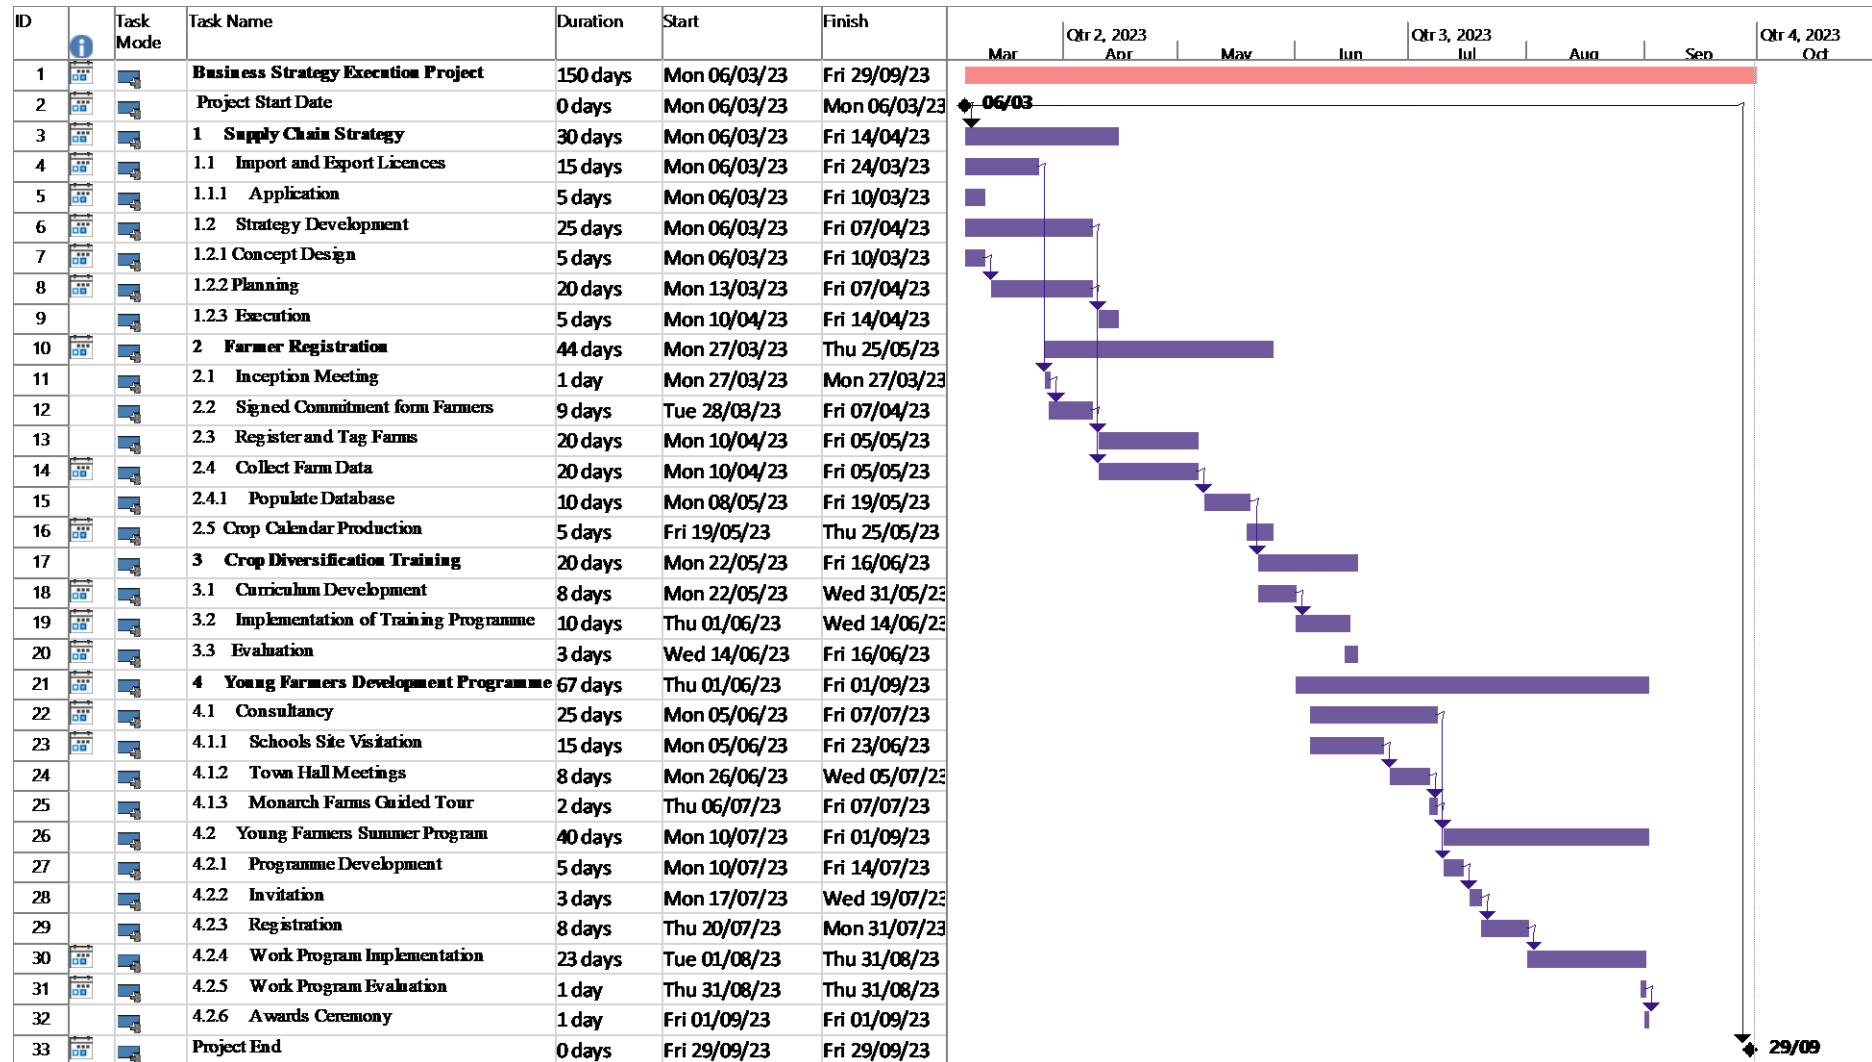 ID Task Mode Task Name Duration Start Finish
Qtr 2, 2023 Qtr 3, 2023 Qtr 4, 2023
Mar Apr May Jun Jul Aug Sep Oct
1 Business Strategy Execution Project 150 days Mon 06/03/23 Fri 29/09/23
2 Project Start Date 0 days Mon 06/03/23 Mon 06/03/23 06/03
3 1 Supply Chain Strategy 30 days Mon 06/03/23 Fri 14/04/23
4 1.1 Import and Export Licences 15 days Mon 06/03/23 Fri 24/03/23
5 1.1.1 Application 5 days Mon 06/03/23 Fri 10/03/23
6 1.2 Strategy Development 25 days Mon 06/03/23 Fri 07/04/23
7 1.2.1 Concept Design 5 days Mon 06/03/23 Fri 10/03/23
8 1.2.2 Planning 20 days Mon 13/03/23 Fri 07/04/23
9 1.2.3 Execution 5 days Mon 10/04/23 Fri 14/04/23
10 2 Farmer Registration 44 days Mon 27/03/23 Thu 25/05/23
11 2.1 Inception Meeting 1 day Mon 27/03/23 Mon 27/03/23
12 2.2 Signed Commitment form Farmers 9 days Tue 28/03/23 Fri 07/04/23
13 2.3 Register and Tag Farms 20 days Mon 10/04/23 Fri 05/05/23
14 2.4 Collect Farm Data 20 days Mon 10/04/23 Fri 05/05/23
15 2.4.1 Populate Database 10 days Mon 08/05/23 Fri 19/05/23
16 2.5 Crop Calendar Production 5 days Fri 19/05/23 Thu 25/05/23
17 3 Crop Diversification Training 20 days Mon 22/05/23 Fri 16/06/23
18 3.1 Curriculum Development 8 days Mon 22/05/23 Wed 31/05/23
19 3.2 Implementation of Training Programme 10 days Thu 01/06/23 Wed 14/06/23
20 3.3 Evaluation 3 days Wed 14/06/23 Fri 16/06/23
21 4 Young Farmers Development Programme 67 days Thu 01/06/23 Fri 01/09/23
22 4.1 Consultancy 25 days Mon 05/06/23 Fri 07/07/23
23 4.1.1 Schools Site Visitation 15 days Mon 05/06/23 Fri 23/06/23
24 4.1.2 Town Hall Meetings 8 days Mon 26/06/23 Wed 05/07/23
25 4.1.3 Monarch Farms Guided Tour 2 days Thu 06/07/23 Fri 07/07/23
26 4.2 Young Farmers Summer Program 40 days Mon 10/07/23 Fri 01/09/23
27 4.2.1 Programme Development 5 days Mon 10/07/23 Fri 14/07/23
28 4.2.2 Invitation 3 days Mon 17/07/23 Wed 19/07/23
29 4.2.3 Registration 8 days Thu 20/07/23 Mon 31/07/23
30 4.2.4 Work Program Implementation 23 days Tue 01/08/23 Thu 31/08/23
31 4.2.5 Work Program Evaluation 1 day Thu 31/08/23 Thu 31/08/23
32 4.2.6 Awards Ceremony 1 day Fri 01/09/23 Fri 01/09/23
33 Project End 0 days Fri 29/09/23 Fri 29/09/23 29/09